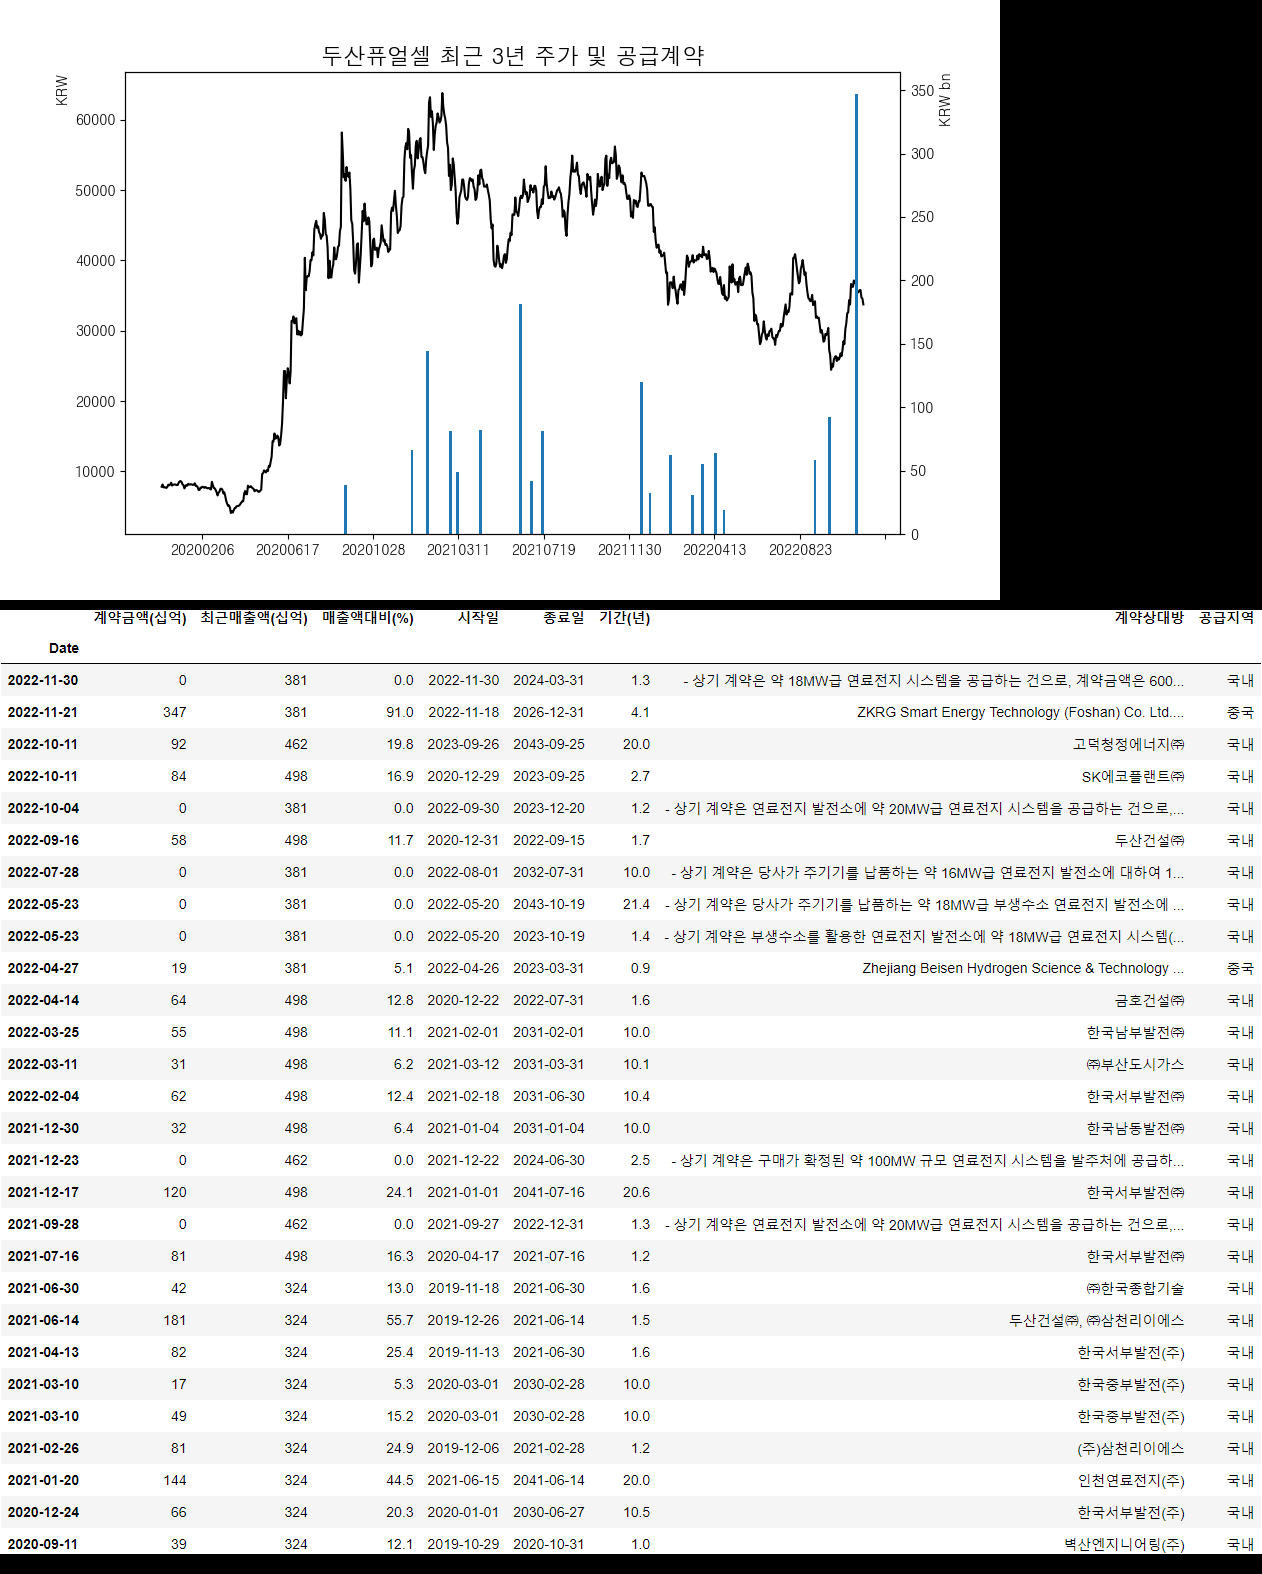 두산퓨얼셀 최근 3년 주가 및 공급계약
KRW
KRW bn
60000
50000
40000
30000
20000
10000
350
300
250
200
150
100
50
0
20200206 20200617 20201028 20210311 20210719 20211130 20220413 20220823
계약금액(십억) 최근매출액(십억) 매출액대비(%) 시작일 종료일 기간(년) 계약상대방 공급지역
Date
2022-11-30 0 381 0.0 2022-11-30 2024-03-31 1.3 - 상기 계약은 약 18MW급 연료전지 시스템을 공급하는 건으로, 계약금액은 600... 국내
2022-11-21 347 381 91.0 2022-11-18 2026-12-31 4.1 ZKRG Smart Energy Technology (Foshan) Co. Ltd.... 중국
2022-10-11 92 462 19.8 2023-09-26 2043-09-25 20.0 고덕청정에너지㈜ 국내
2022-10-11 84 498 16.9 2020-12-29 2023-09-25 2.7 SK에코플랜트㈜ 국내
2022-10-04 0 381 0.0 2022-09-30 2023-12-20 1.2 - 상기 계약은 연료전지 발전소에 약 20MW급 연료전지 시스템을 공급하는 건으로,... 국내
2022-09-16 58 498 11.7 2020-12-31 2022-09-15 1.7 두산건설㈜ 국내
2022-07-28 0 381 0.0 2022-08-01 2032-07-31 10.0 - 상기 계약은 당사가 주기기를 납품하는 약 16MW급 연료전지 발전소에 대하여 1... 국내
2022-05-23 0 381 0.0 2022-05-20 2043-10-19 21.4 - 상기 계약은 당사가 주기기를 납품하는 약 18MW급 부생수소 연료전지 발전소에 ... 국내
2022-05-23 0 381 0.0 2022-05-20 2023-10-19 1.4 - 상기 계약은 부생수소를 활용한 연료전지 발전소에 약 18MW급 연료전지 시스템(... 국내
2022-04-27 19 381 5.1 2022-04-26 2023-03-31 0.9 Zhejiang Beisen Hydrogen Science & Technology ... 중국
2022-04-14 64 498 12.8 2020-12-22 2022-07-31 1.6 금호건설㈜ 국내
2022-03-25 55 498 11.1 2021-02-01 2031-02-01 10.0 한국남부발전㈜ 국내
2022-03-11 31 498 6.2 2021-03-12 2031-03-31 10.1 ㈜부산도시가스 국내
2022-02-04 62 498 12.4 2021-02-18 2031-06-30 10.4 한국서부발전㈜ 국내
2021-12-30 32 498 6.4 2021-01-04 2031-01-04 10.0 한국남동발전㈜ 국내
2021-12-23 0 462 0.0 2021-12-22 2024-06-30 2.5 - 상기 계약은 구매가 확정된 약 100MW 규모 연료전지 시스템을 발주처에 공급하... 국내
2021-12-17 120 498 24.1 2021-01-01 2041-07-16 20.6 한국서부발전㈜ 국내
2021-09-28 0 462 0.0 2021-09-27 2022-12-31 1.3 - 상기 계약은 연료전지 발전소에 약 20MW급 연료전지 시스템을 공급하는 건으로,... 국내
2021-07-16 81 498 16.3 2020-04-17 2021-07-16 1.2 한국서부발전㈜ 국내
2021-06-30 42 324 13.0 2019-11-18 2021-06-30 1.6 ㈜한국종합기술 국내
2021-06-14 181 324 55.7 2019-12-26 2021-06-14 1.5 두산건설㈜, ㈜삼천리이에스 국내
2021-04-13 82 324 25.4 2019-11-13 2021-06-30 1.6 한국서부발전(주) 국내
2021-03-10 17 324 5.3 2020-03-01 2030-02-28 10.0 한국중부발전(주) 국내
2021-03-10 49 324 15.2 2020-03-01 2030-02-28 10.0 한국중부발전(주) 국내
2021-02-26 81 324 24.9 2019-12-06 2021-02-28 1.2 (주)삼천리이에스 국내
2021-01-20 144 324 44.5 2021-06-15 2041-06-14 20.0 인천연료전지(주) 국내
2020-12-24 66 324 20.3 2020-01-01 2030-06-27 10.5 한국서부발전(주) 국내
2020-09-11 39 324 12.1 2019-10-29 2020-10-31 1.0 벽산엔지니어링(주) 국내